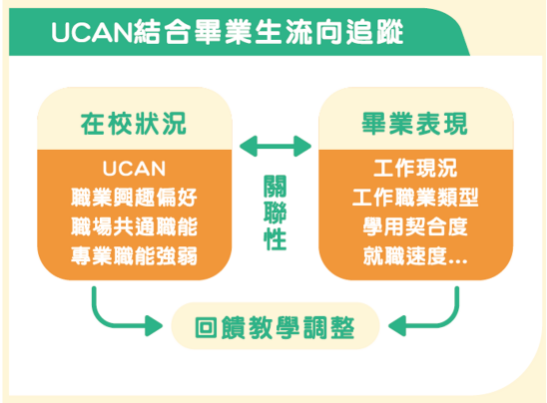 UCAN結合畢業生流向追蹤
在校狀況
UCAN
職業興趣偏好
職場共通職能
專業職能強弱
關聯性
畢業表現
工作現況
工作職業類型
學用契合度
就職速度...
回饋教學調整